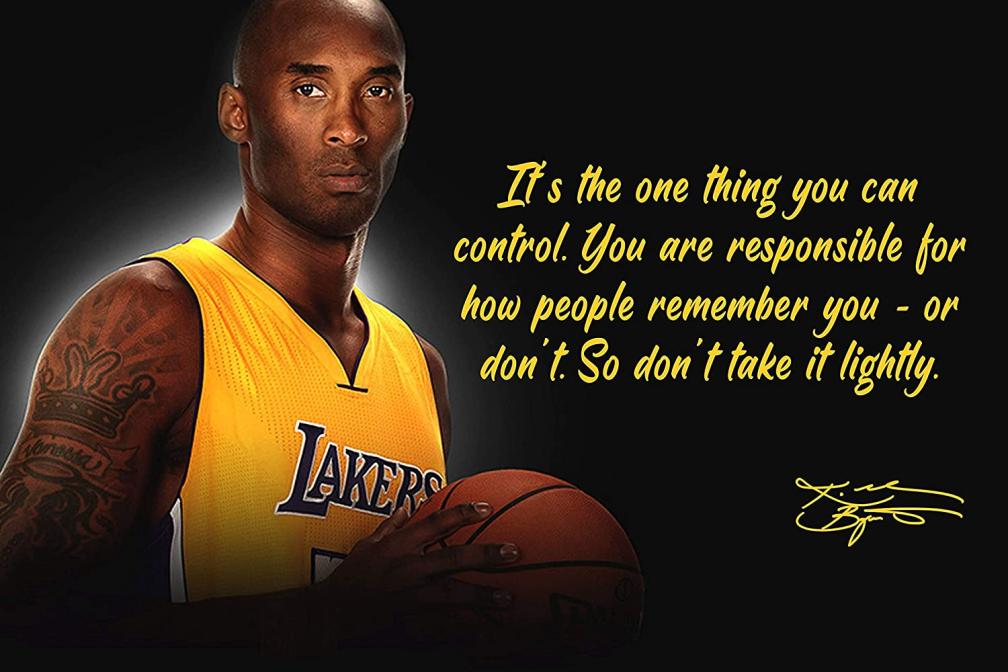 It's the one thing you can
control. You are responsible for
how people remember you - or
don't. So don't take it lightly.
Vanessa
LAKERS